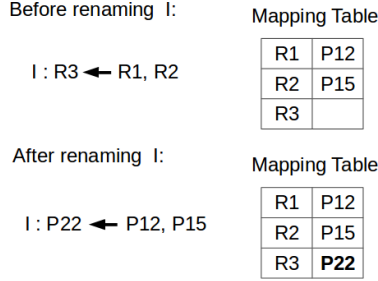 Before renaming I:
Mapping Table
I : R3 ← R1, R2
R1 P12
R2 P15
R3
After renaming I:
Mapping Table
I : P22 ← P12, P15
R1 P12
R2 P15
R3 P22